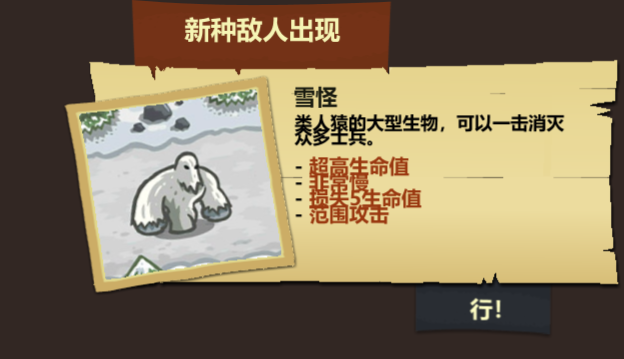 新种敌人出现
雪怪
类人猿的大型生物，可以一击消灭
众多士兵。
- 超高生命值
- 非常慢
- 损失5生命值
- 范围攻击
行！